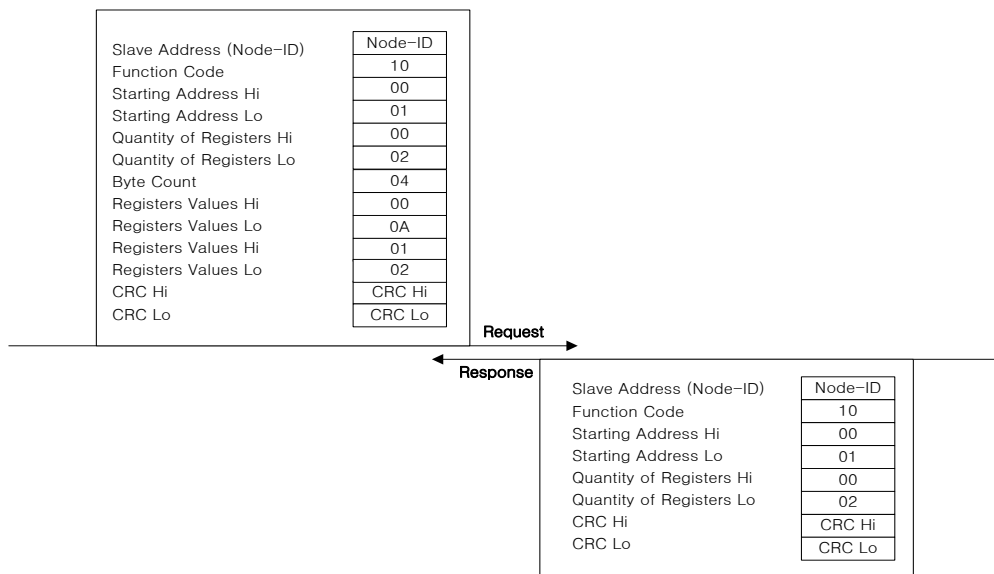 Slave Address (Node-ID) Node-ID
Function Code 10
Starting Address Hi 00
Starting Address Lo 01
Quantity of Registers Hi 00
Quantity of Registers Lo 02
Byte Count 04
Registers Values Hi 00
Registers Values Lo 0A
Registers Values Hi 01
Registers Values Lo 02
CRC Hi CRC Hi
CRC Lo CRC Lo
Request
Response
Slave Address (Node-ID) Node-ID
Function Code 10
Starting Address Hi 00
Starting Address Lo 01
Quantity of Registers Hi 00
Quantity of Registers Lo 02
CRC Hi CRC Hi
CRC Lo CRC Lo